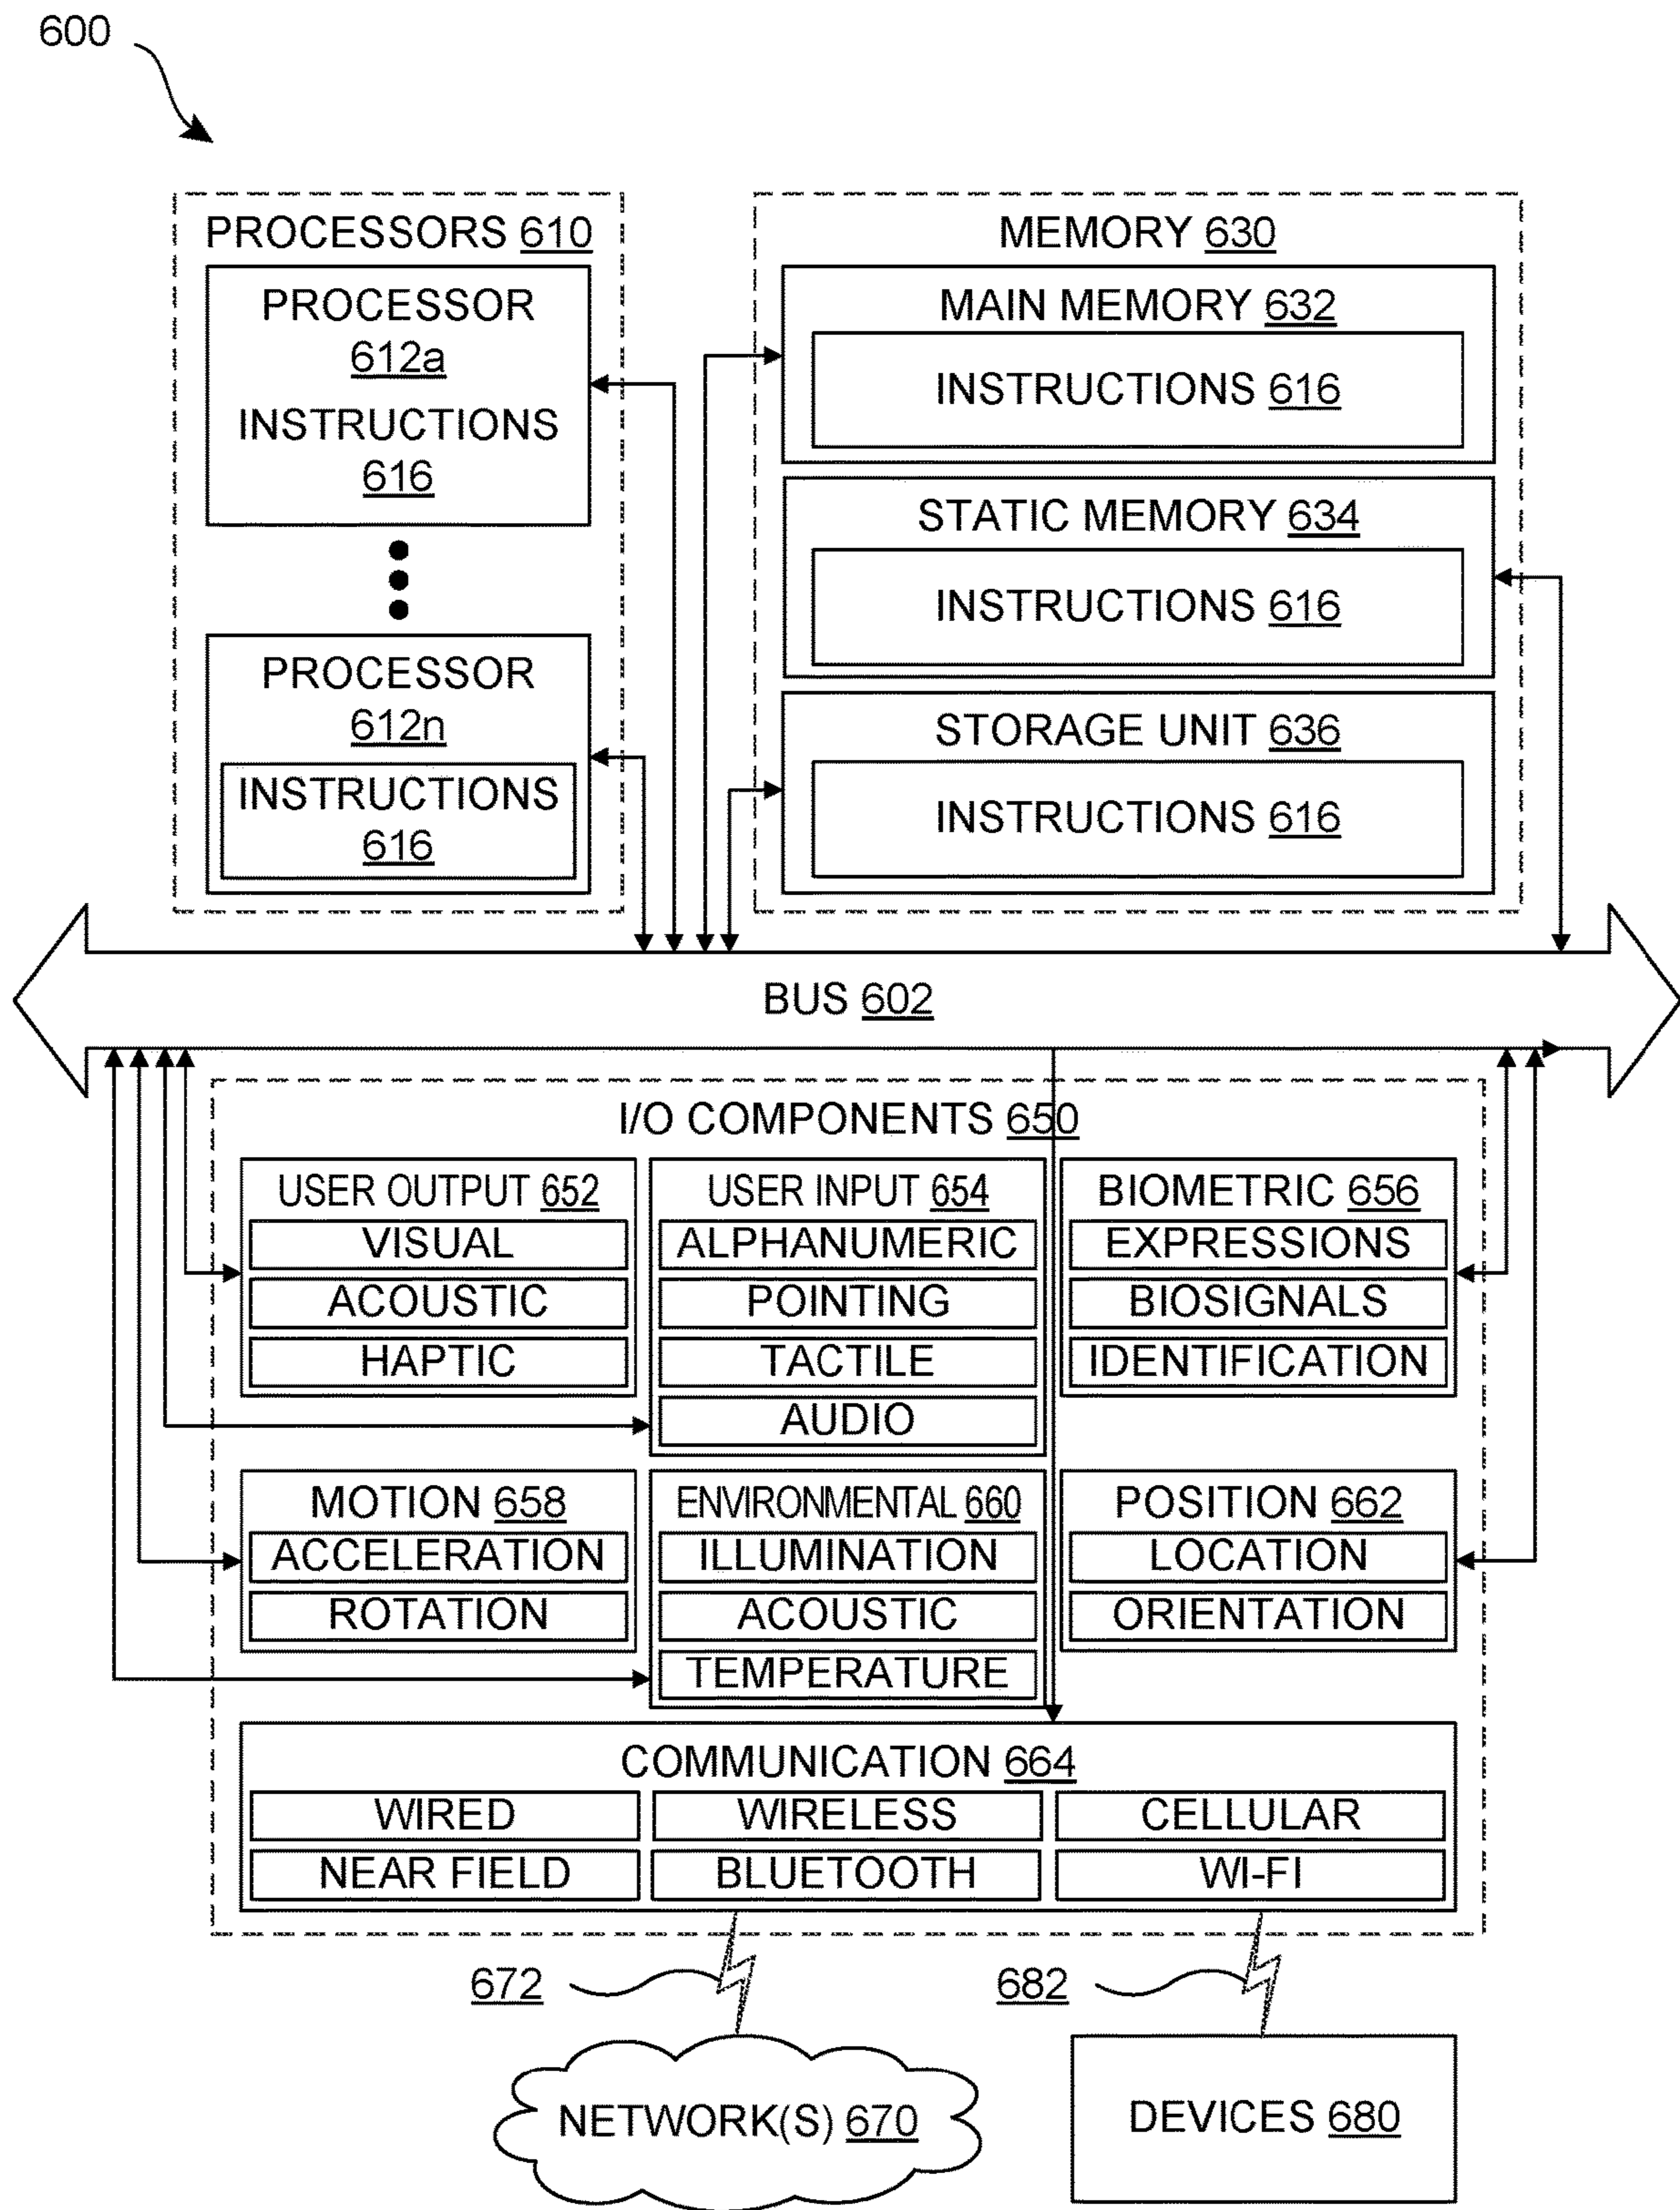 600
PROCESSORS 610
PROCESSOR
612a
INSTRUCTIONS
616
PROCESSOR
612n
INSTRUCTIONS
616
MEMORY 630
MAIN MEMORY 632
INSTRUCTIONS 616
STATIC MEMORY 634
INSTRUCTIONS 616
STORAGE UNIT 636
INSTRUCTIONS 616
BUS 602
I/O COMPONENTS 650
USER OUTPUT 652
VISUAL
ACOUSTIC
HAPTIC
USER INPUT 654
ALPHANUMERIC
POINTING
TACTILE
AUDIO
BIOMETRIC 656
EXPRESSIONS
BIOSIGNALS
IDENTIFICATION
MOTION 658
ACCELERATION
ROTATION
ENVIRONMENTAL 660
ILLUMINATION
ACOUSTIC
TEMPERATURE
POSITION 662
LOCATION
ORIENTATION
COMMUNICATION 664
WIRED
WIRELESS
CELLULAR
NEAR FIELD
BLUETOOTH
WI-FI
672
682
NETWORK(S) 670
DEVICES 680